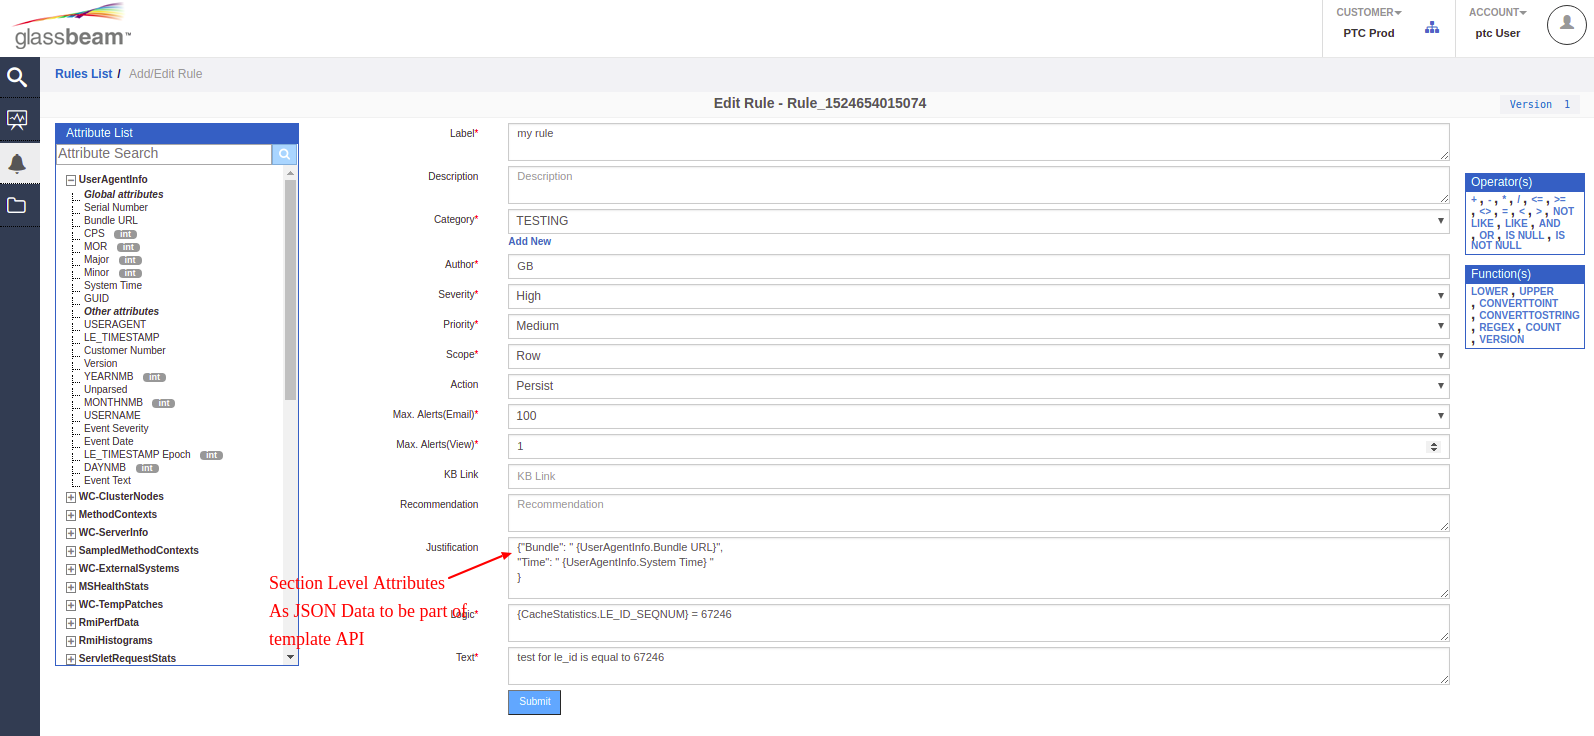 glassbeam™
CUSTOMER
PTC Prod
ACCOUNT
ptc User
Rules List / Add/Edit Rule
Edit Rule - Rule_1524654015074
Version 1
Attribute List
Attribute Search
UserAgentInfo
Global attributes
Serial Number
Bundle URL
CPS int
MOR int
Major int
Minor int
System Time
GUID
Other attributes
USERAGENT
LE_TIMESTAMP
Customer Number
Version
YEARNMB int
Unparsed
MONTHNMB int
USERNAME
Event Severity
Event Date
LE_TIMESTAMP Epoch int
DAYNMB int
Event Text
WC-ClusterNodes
MethodContexts
WC-ServerInfo
SampledMethodContexts
WC-ExternalSystems
MSHealthStats
WC-TempPatches
RmiPerfData
RmiHistograms
ServletRequestStats
Label* my rule
Description Description
Category* TESTING
Add New
Author* GB
Severity* High
Priority* Medium
Scope* Row
Action Persist
Max. Alerts(Email)* 100
Max. Alerts(View)* 1
KB Link KB Link
Recommendation Recommendation
Justification {"Bundle": " {UserAgentInfo.Bundle URL}",
"Time": " {UserAgentInfo.System Time} "
}
Section Level Attributes
As JSON Data to be part of
template API
Logic* {CacheStatistics.LE_ID_SEQNUM} = 67246
Text* test for le_id is equal to 67246
Submit
Operator(s)
+ , - , * , / , <= , >=
, <> , = , < , > , NOT
LIKE , LIKE , AND
, OR , IS NULL , IS
NOT NULL
Function(s)
LOWER , UPPER
, CONVERTTOINT
, CONVERTTOSTRING
, REGEX , COUNT
, VERSION